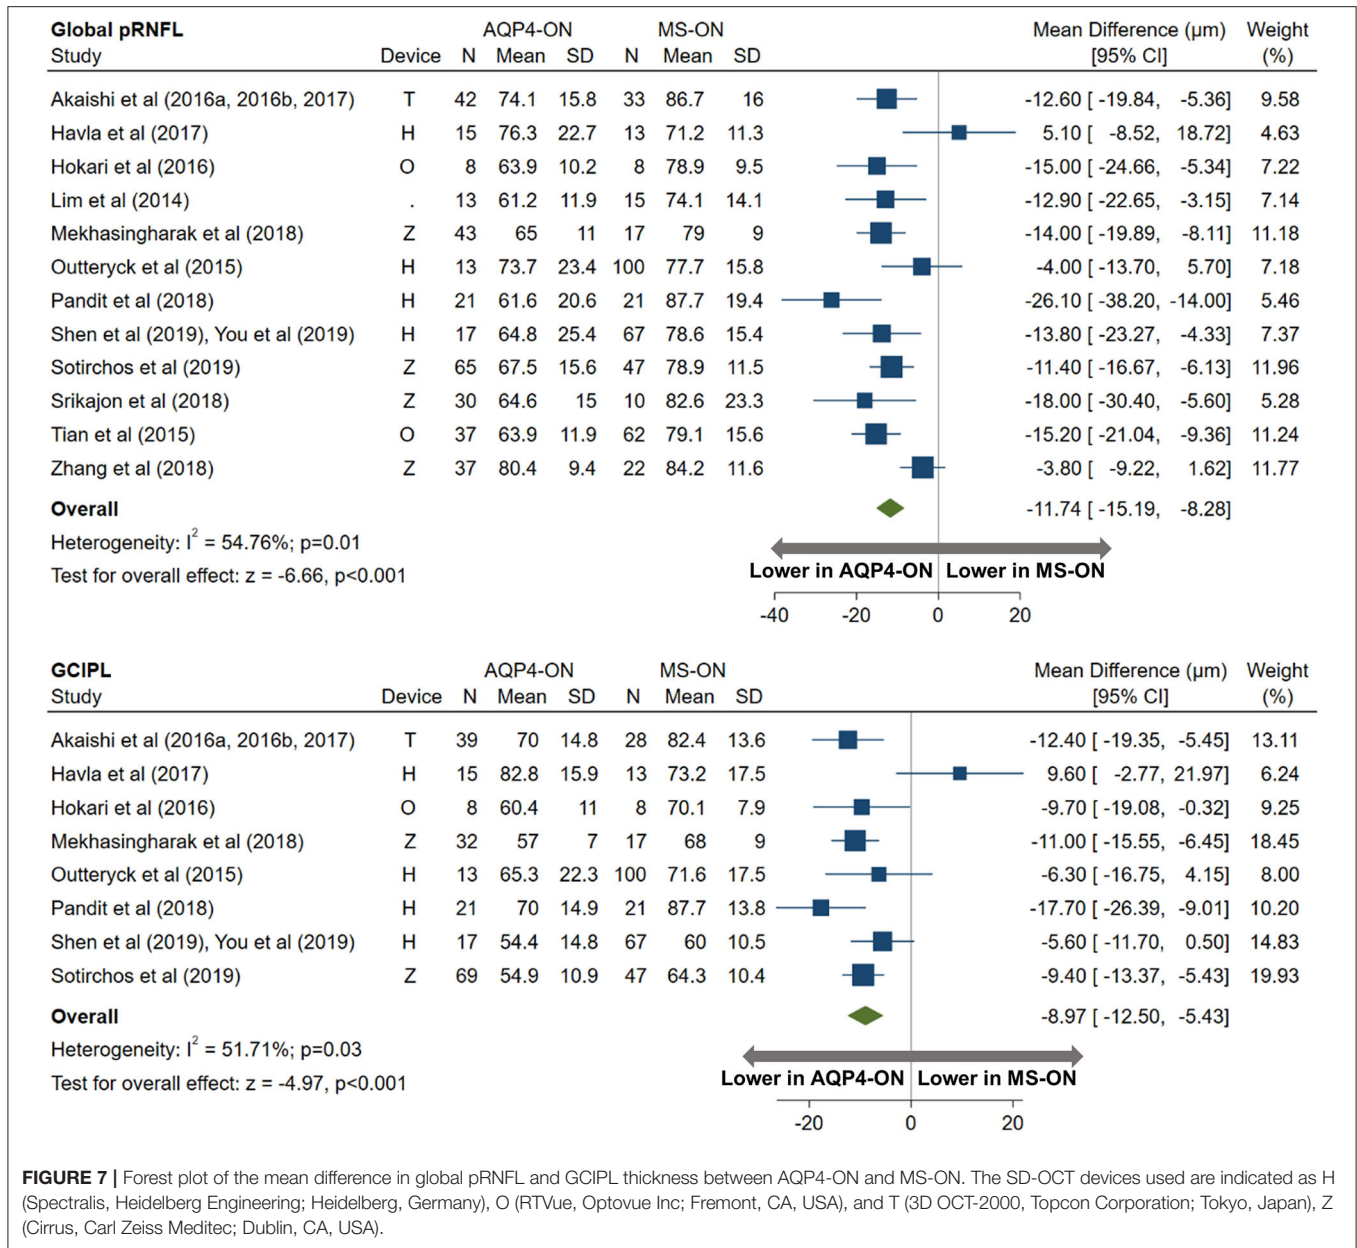 Global pRNFL AQP4-ON MS-ON Mean Difference (µm) Weight
Study Device N Mean SD N Mean SD [95% CI] (%)
Akaishi et al (2016a, 2016b, 2017) T 42 74.1 15.8 33 86.7 16 -12.60 [ -19.84, -5.36] 9.58
Havla et al (2017) H 15 76.3 22.7 13 71.2 11.3 5.10 [ -8.52, 18.72] 4.63
Hokari et al (2016) O 8 63.9 10.2 8 78.9 9.5 -15.00 [ -24.66, -5.34] 7.22
Lim et al (2014) . 13 61.2 11.9 15 74.1 14.1 -12.90 [ -22.65, -3.15] 7.14
Mekhasingharak et al (2018) Z 43 65 11 17 79 9 -14.00 [ -19.89, -8.11] 11.18
Outteryck et al (2015) H 13 73.7 23.4 100 77.7 15.8 -4.00 [ -13.70, 5.70] 7.18
Pandit et al (2018) H 21 61.6 20.6 21 87.7 19.4 -26.10 [ -38.20, -14.00] 5.46
Shen et al (2019), You et al (2019) H 17 64.8 25.4 67 78.6 15.4 -13.80 [ -23.27, -4.33] 7.37
Sotirchos et al (2019) Z 65 67.5 15.6 47 78.9 11.5 -11.40 [ -16.67, -6.13] 11.96
Srikajon et al (2018) Z 30 64.6 15 10 82.6 23.3 -18.00 [ -30.40, -5.60] 5.28
Tian et al (2015) O 37 63.9 11.9 62 79.1 15.6 -15.20 [ -21.04, -9.36] 11.24
Zhang et al (2018) Z 37 80.4 9.4 22 84.2 11.6 -3.80 [ -9.22, 1.62] 11.77
Overall -11.74 [ -15.19, -8.28]
Heterogeneity: I² = 54.76%; p=0.01
Test for overall effect: z = -6.66, p<0.001
Lower in AQP4-ON Lower in MS-ON
-40 -20 0 20
GCIPL AQP4-ON MS-ON Mean Difference (µm) Weight
Study Device N Mean SD N Mean SD [95% CI] (%)
Akaishi et al (2016a, 2016b, 2017) T 39 70 14.8 28 82.4 13.6 -12.40 [ -19.35, -5.45] 13.11
Havla et al (2017) H 15 82.8 15.9 13 73.2 17.5 9.60 [ -2.77, 21.97] 6.24
Hokari et al (2016) O 8 60.4 11 8 70.1 7.9 -9.70 [ -19.08, -0.32] 9.25
Mekhasingharak et al (2018) Z 32 57 7 17 68 9 -11.00 [ -15.55, -6.45] 18.45
Outteryck et al (2015) H 13 65.3 22.3 100 71.6 17.5 -6.30 [ -16.75, 4.15] 8.00
Pandit et al (2018) H 21 70 14.9 21 87.7 13.8 -17.70 [ -26.39, -9.01] 10.20
Shen et al (2019), You et al (2019) H 17 54.4 14.8 67 60 10.5 -5.60 [ -11.70, 0.50] 14.83
Sotirchos et al (2019) Z 69 54.9 10.9 47 64.3 10.4 -9.40 [ -13.37, -5.43] 19.93
Overall -8.97 [ -12.50, -5.43]
Heterogeneity: I² = 51.71%; p=0.03
Test for overall effect: z = -4.97, p<0.001
Lower in AQP4-ON Lower in MS-ON
-20 0 20
FIGURE 7 | Forest plot of the mean difference in global pRNFL and GCIPL thickness between AQP4-ON and MS-ON. The SD-OCT devices used are indicated as H
(Spectralis, Heidelberg Engineering; Heidelberg, Germany), O (RTVue, Optovue Inc; Fremont, CA, USA), and T (3D OCT-2000, Topcon Corporation; Tokyo, Japan), Z
(Cirrus, Carl Zeiss Meditec; Dublin, CA, USA).